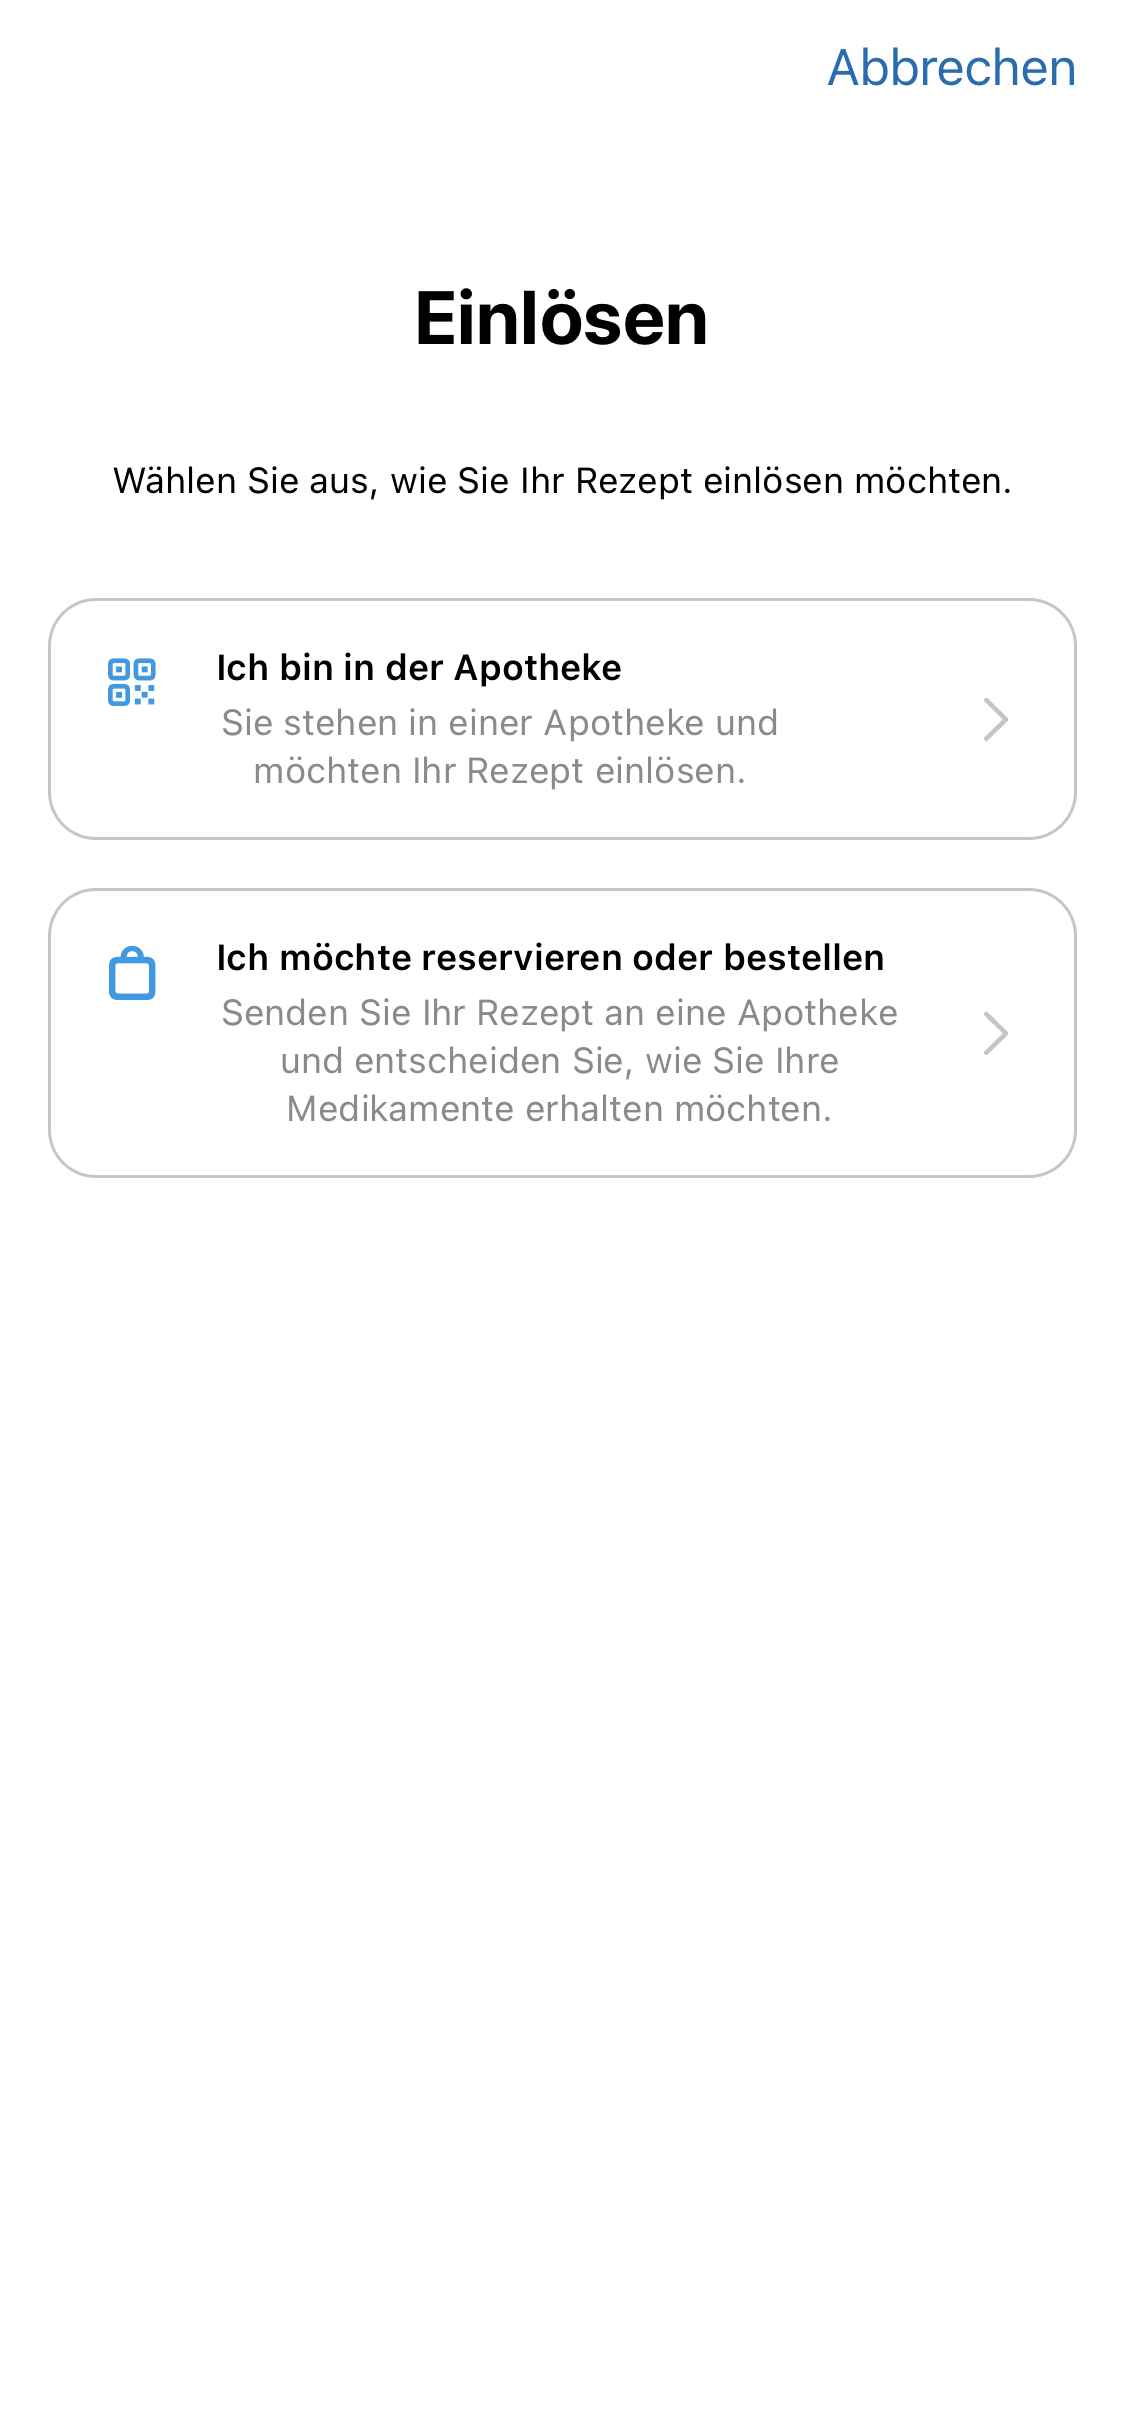 Abbrechen
Einlösen
Wählen Sie aus, wie Sie Ihr Rezept einlösen möchten.
Ich bin in der Apotheke
Sie stehen in einer Apotheke und
möchten Ihr Rezept einlösen.
Ich möchte reservieren oder bestellen
Senden Sie Ihr Rezept an eine Apotheke
und entscheiden Sie, wie Sie Ihre
Medikamente erhalten möchten.